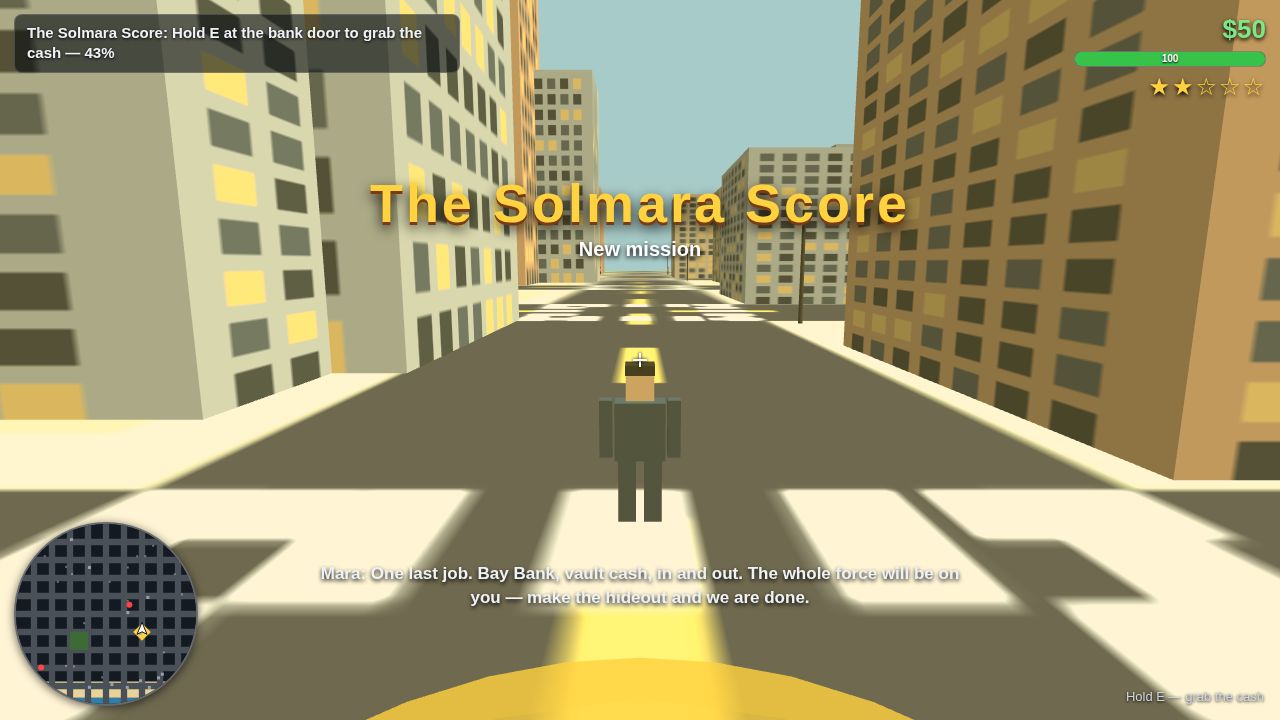 The Solmara Score: Hold E at the bank door to grab the
cash — 43%
$50
100
★★☆☆☆
The Solmara Score
New mission
Mara: One last job. Bay Bank, vault cash, in and out. The whole force will be on
you — make the hideout and we are done.
Hold E — grab the cash